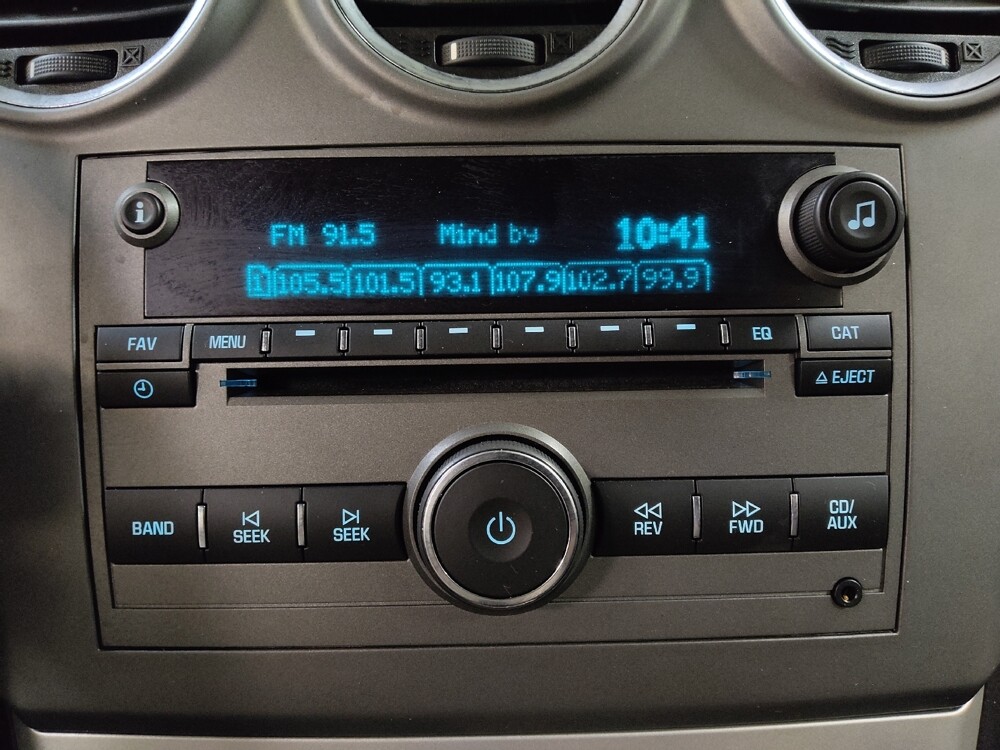 i
FM 91.5 Mind by 10:41
1 105.5 101.5 93.1 107.9 102.7 99.9
FAV MENU EQ CAT
EJECT
BAND SEEK SEEK REV FWD CD/
AUX